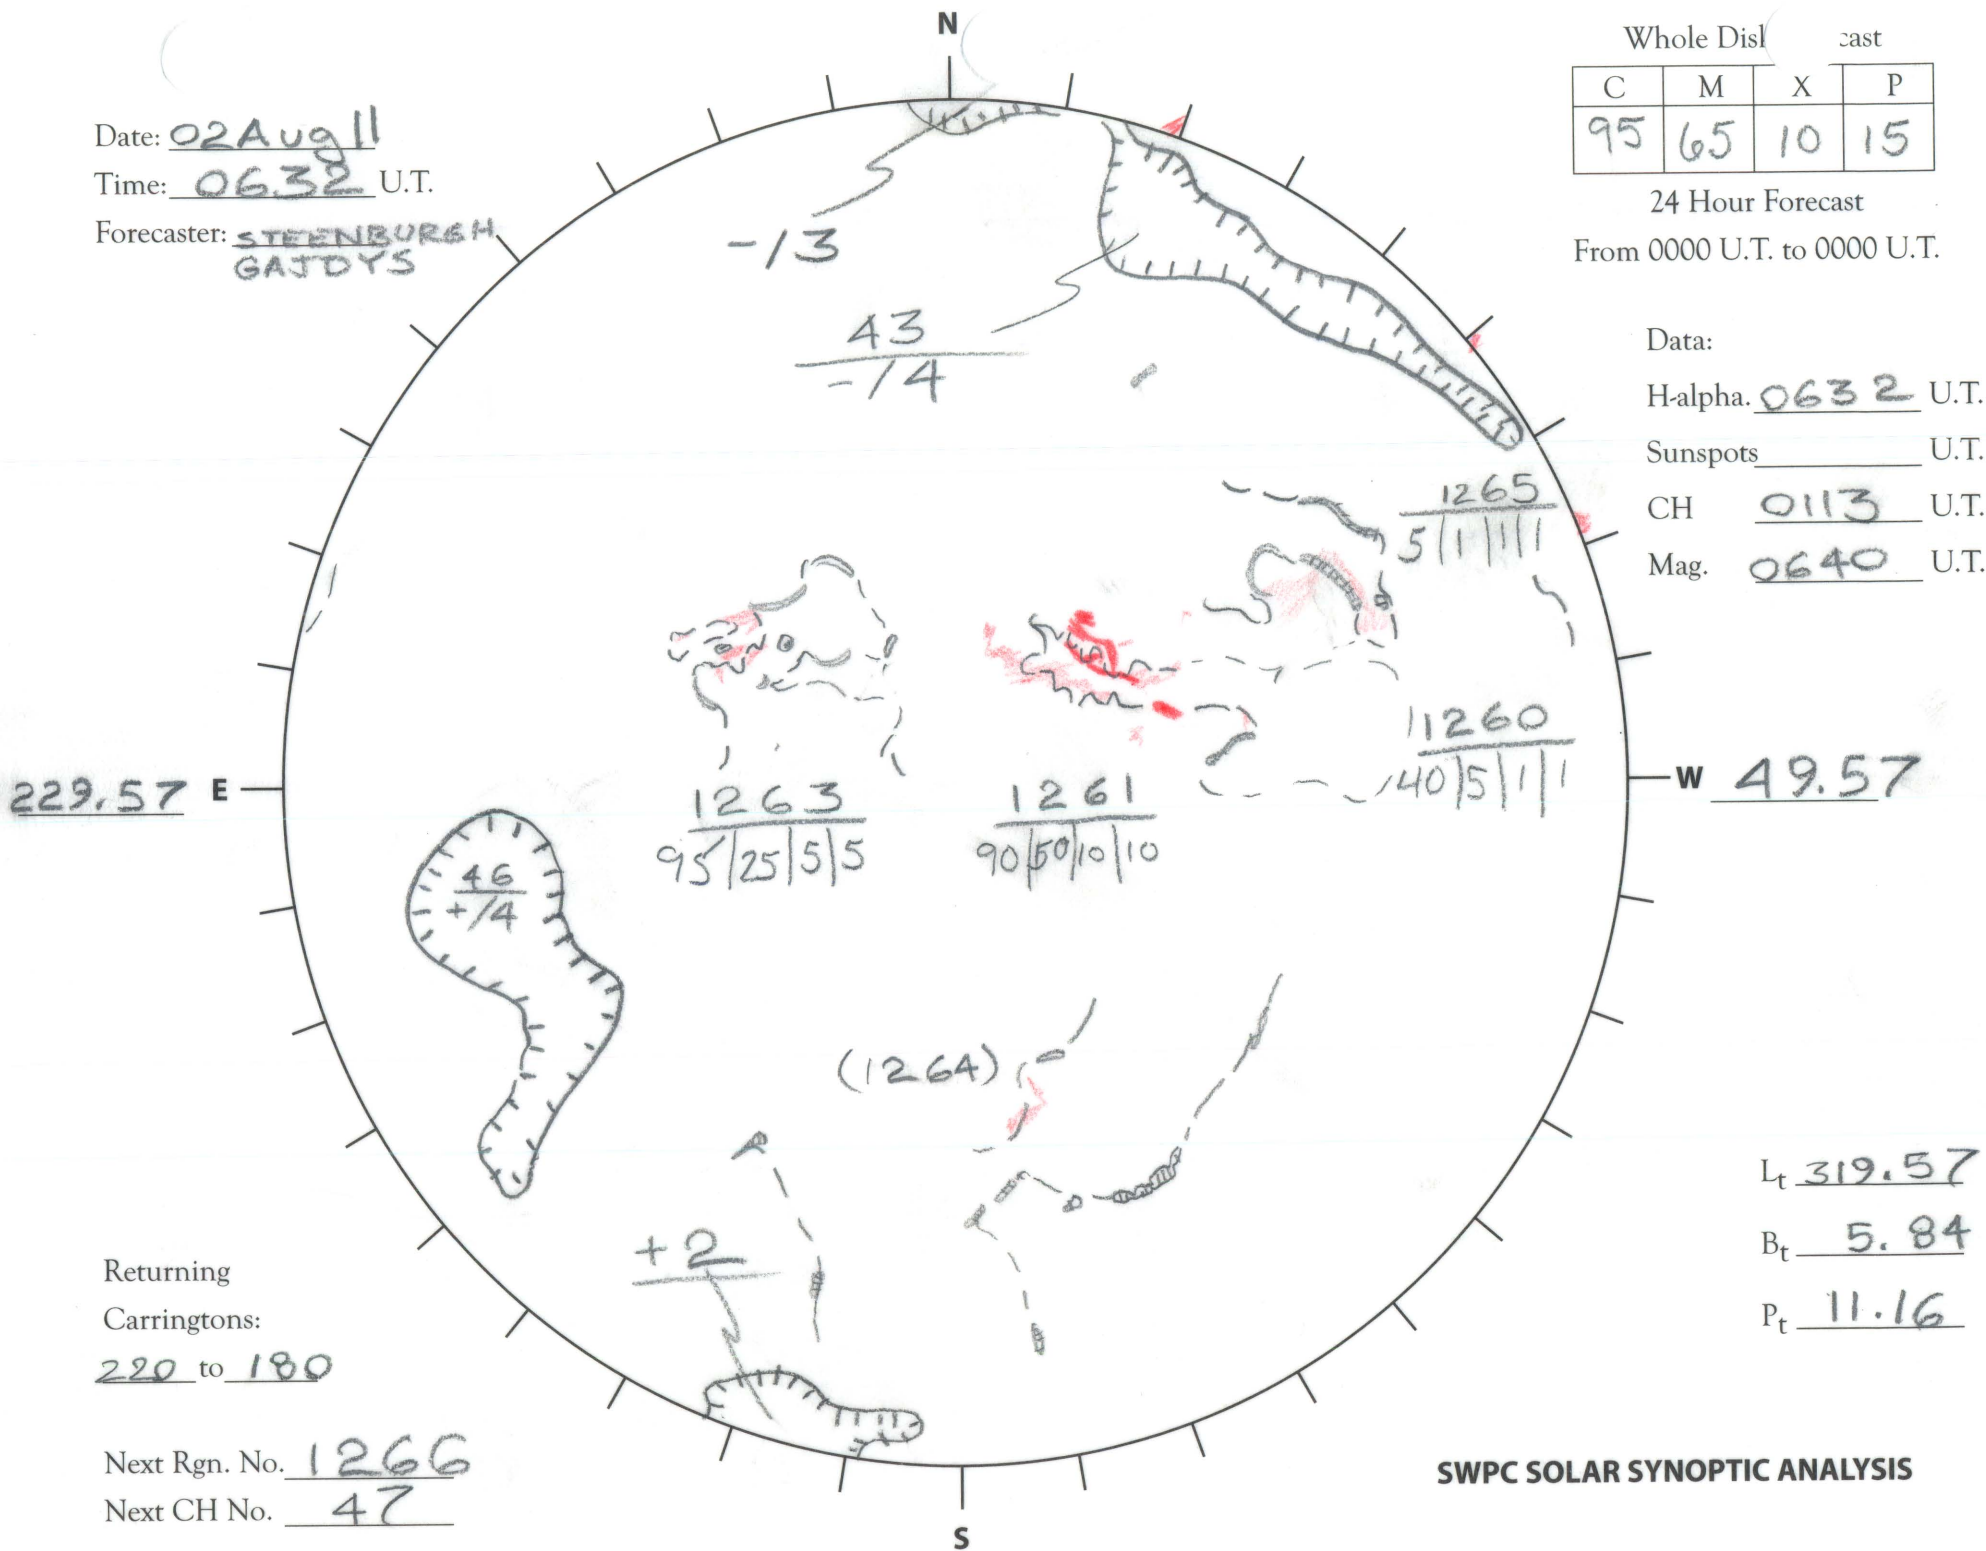 N
Whole Disk
cast
C M X P
95 65 10 15
24 Hour Forecast
From 0000 U.T. to 0000 U.T.
Date: 02Aug11
Time: 0632 U.T.
Forecaster: STEENBURGH
GAJDYS
-/3
43
-/4
Data:
H-alpha. 0632 U.T.
Sunspots U.T.
CH 0113 U.T.
Mag. 0640 U.T.
1265
5|1|1|1
1260
40|5|1|1
229.57 E
W 49.57
1263
95|25|5|5
1261
90|50|10|10
46
+/4
(1264)
+2
Lt 319.57
Bt 5.84
Pt 11.16
Returning
Carringtons:
220 to 180
Next Rgn. No. 1266
Next CH No. 47
SWPC SOLAR SYNOPTIC ANALYSIS
S